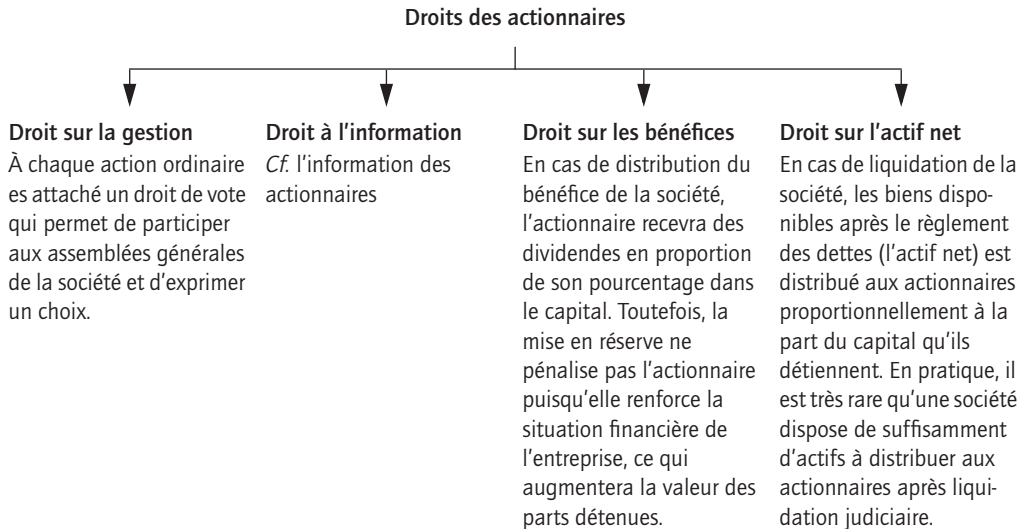 Droits des actionnaires
Droit sur la gestion
À chaque action ordinaire
es attaché un droit de vote
qui permet de participer
aux assemblées générales
de la société et d'exprimer
un choix.
Droit à l'information
Cf. l'information des
actionnaires
Droit sur les bénéfices
En cas de distribution du
bénéfice de la société,
l'actionnaire recevra des
dividendes en proportion
de son pourcentage dans
le capital. Toutefois, la
mise en réserve ne
pénalise pas l'actionnaire
puisqu'elle renforce la
situation financière de
l'entreprise, ce qui
augmentera la valeur des
parts détenues.
Droit sur l'actif net
En cas de liquidation de la
société, les biens dispo-
nibles après le règlement
des dettes (l'actif net) est
distribué aux actionnaires
proportionnellement à la
part du capital qu'ils
détiennent. En pratique, il
est très rare qu'une société
dispose de suffisamment
d'actifs à distribuer aux
actionnaires après liqui-
dation judiciaire.